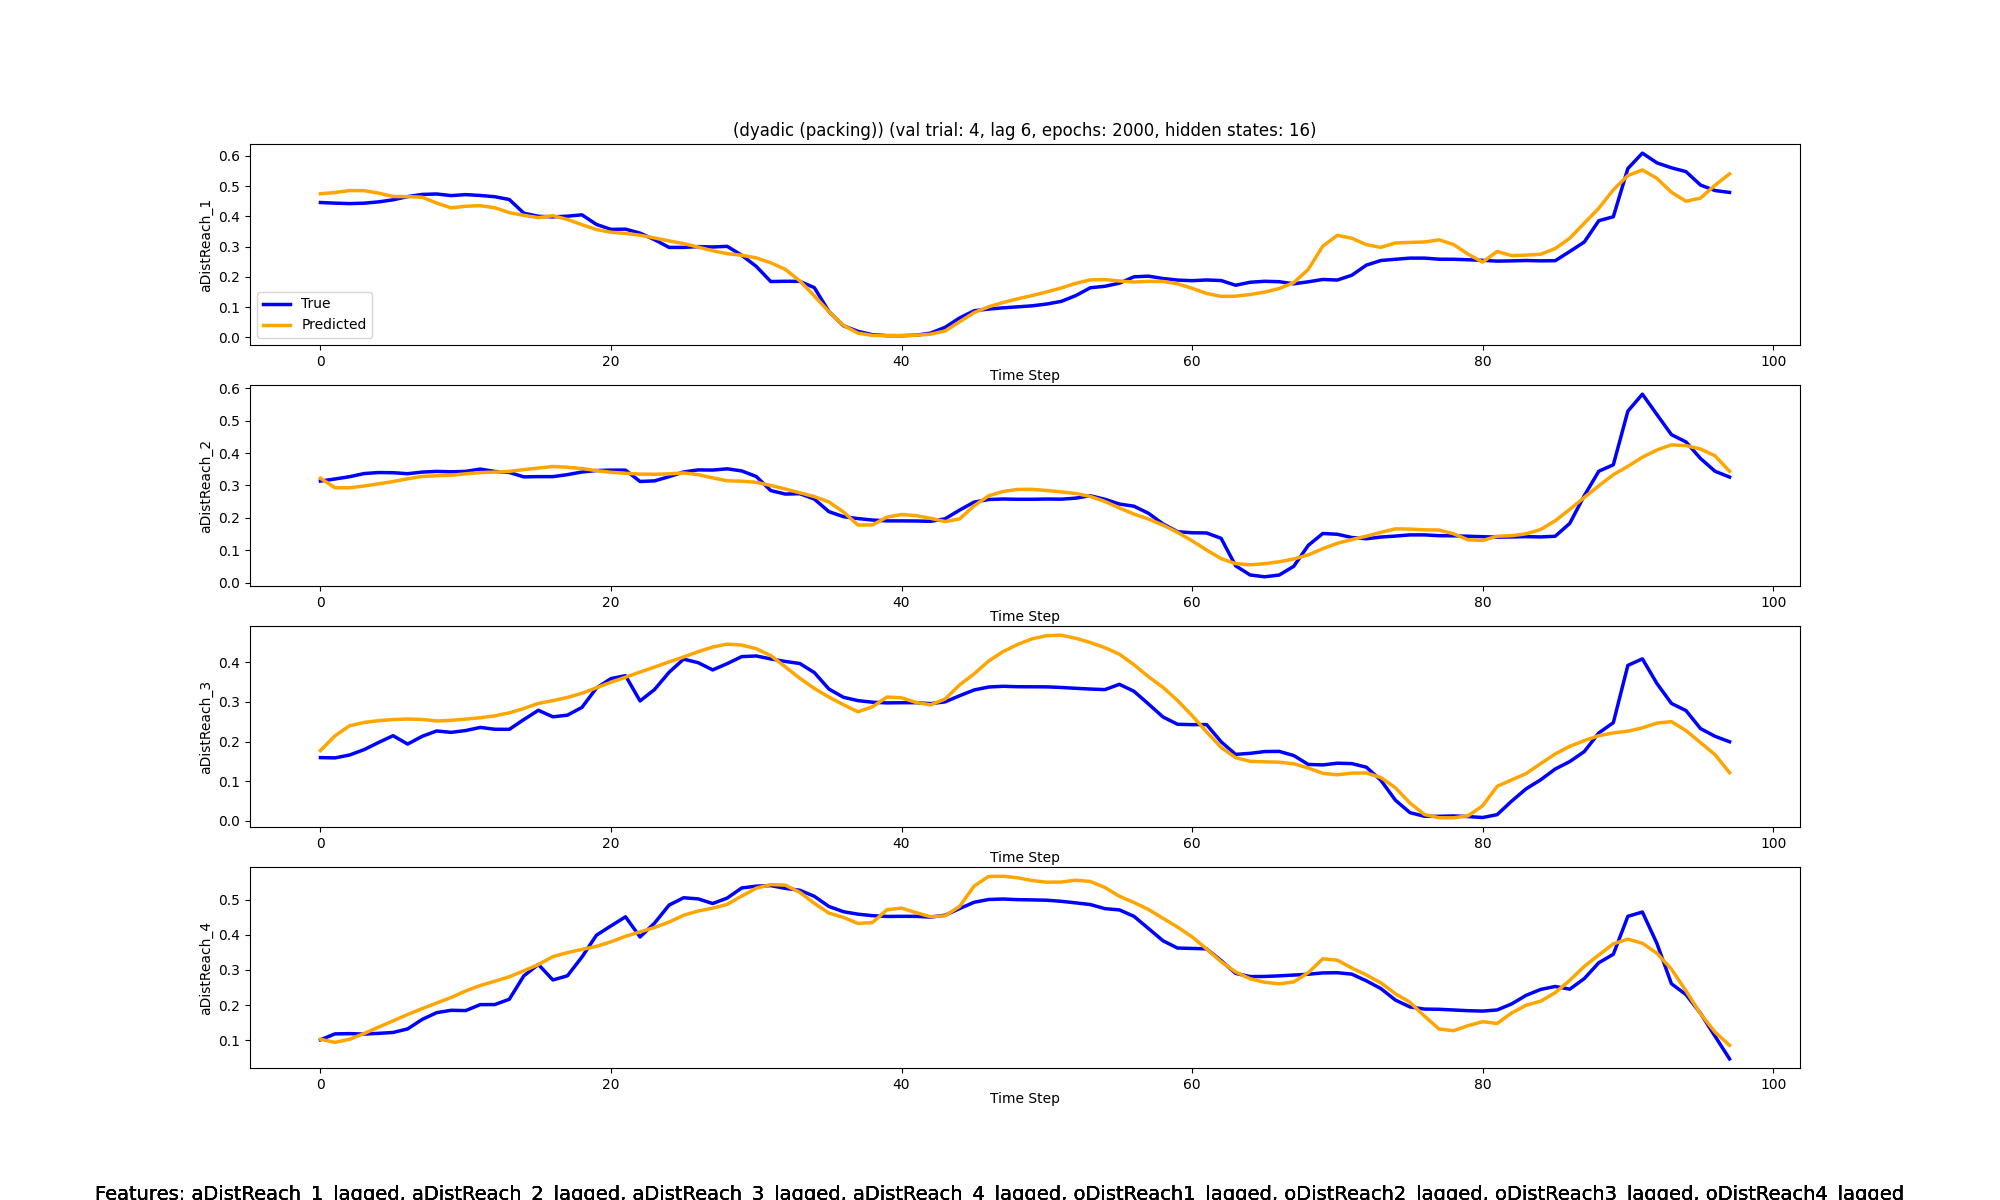 (dyadic (packing)) (val trial: 4, lag 6, epochs: 2000, hidden states: 16)
aDistReach_1
0.6
0.5
0.4
0.3
0.2
0.1
0.0
True
Predicted
0 20 40 60 80 100
Time Step
aDistReach_2
0.6
0.5
0.4
0.3
0.2
0.1
0.0
0 20 40 60 80 100
Time Step
aDistReach_3
0.4
0.3
0.2
0.1
0.0
0 20 40 60 80 100
Time Step
aDistReach_4
0.5
0.4
0.3
0.2
0.1
0 20 40 60 80 100
Time Step
Features: aDistReach_1_lagged, aDistReach_2_lagged, aDistReach_3_lagged, aDistReach_4_lagged, oDistReach1_lagged, oDistReach2_lagged, oDistReach3_lagged, oDistReach4_lagged